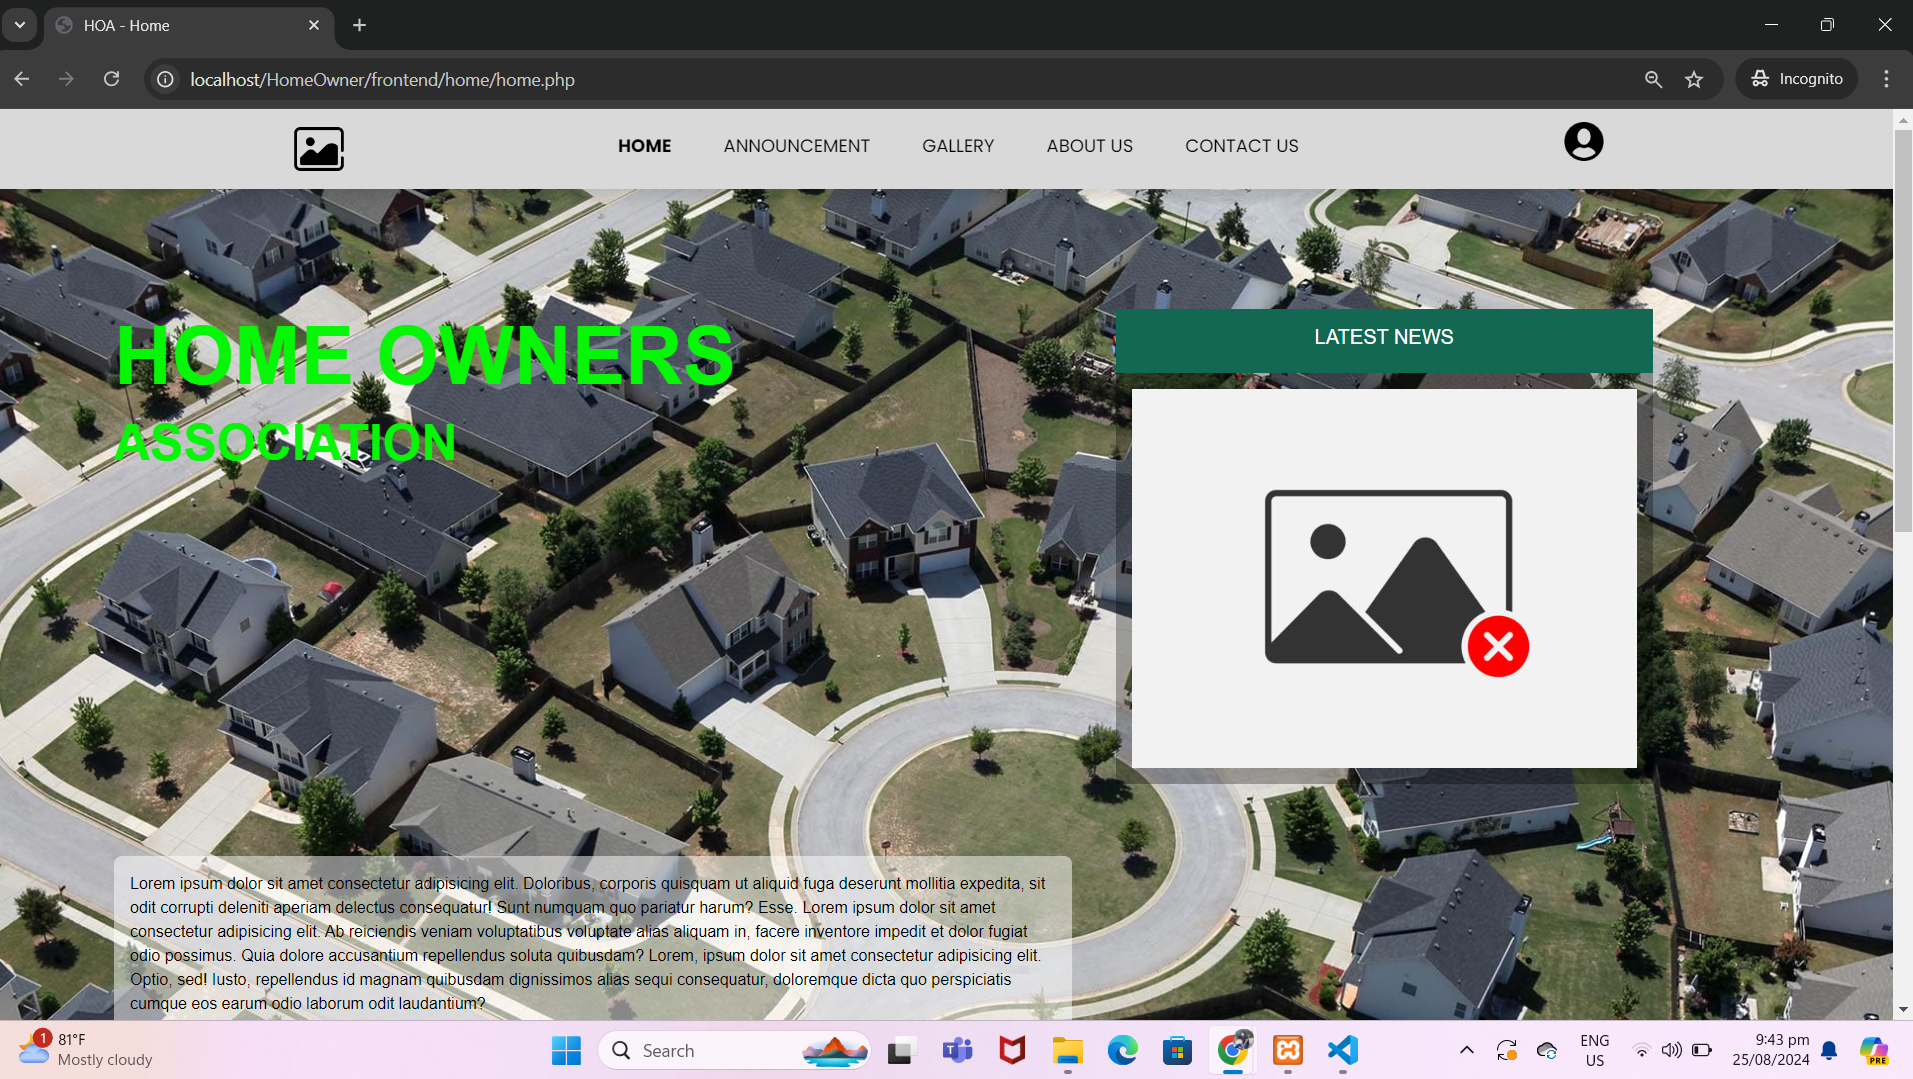 HOA - Home
localhost/HomeOwner/frontend/home/home.php
Incognito
HOME ANNOUNCEMENT GALLERY ABOUT US CONTACT US
HOME OWNERS
ASSOCIATION
LATEST NEWS
Lorem ipsum dolor sit amet consectetur adipisicing elit. Doloribus, corporis quisquam ut aliquid fuga deserunt mollitia expedita, sit
odit corrupti deleniti aperiam delectus consequatur! Sunt numquam quo pariatur harum? Esse. Lorem ipsum dolor sit amet
consectetur adipisicing elit. Ab reiciendis veniam voluptatibus voluptate alias aliquam in, facere inventore impedit et dolor fugiat
odio possimus. Quia dolore accusantium repellendus soluta quibusdam? Lorem, ipsum dolor sit amet consectetur adipisicing elit.
Optio, sed! Iusto, repellendus id magnam quibusdam dignissimos alias sequi consequatur, doloremque dicta quo perspiciatis
cumque eos earum odio laborum odit laudantium?
1
81°F
Mostly cloudy
Search
ENG
US
9:43 pm
25/08/2024
PRE